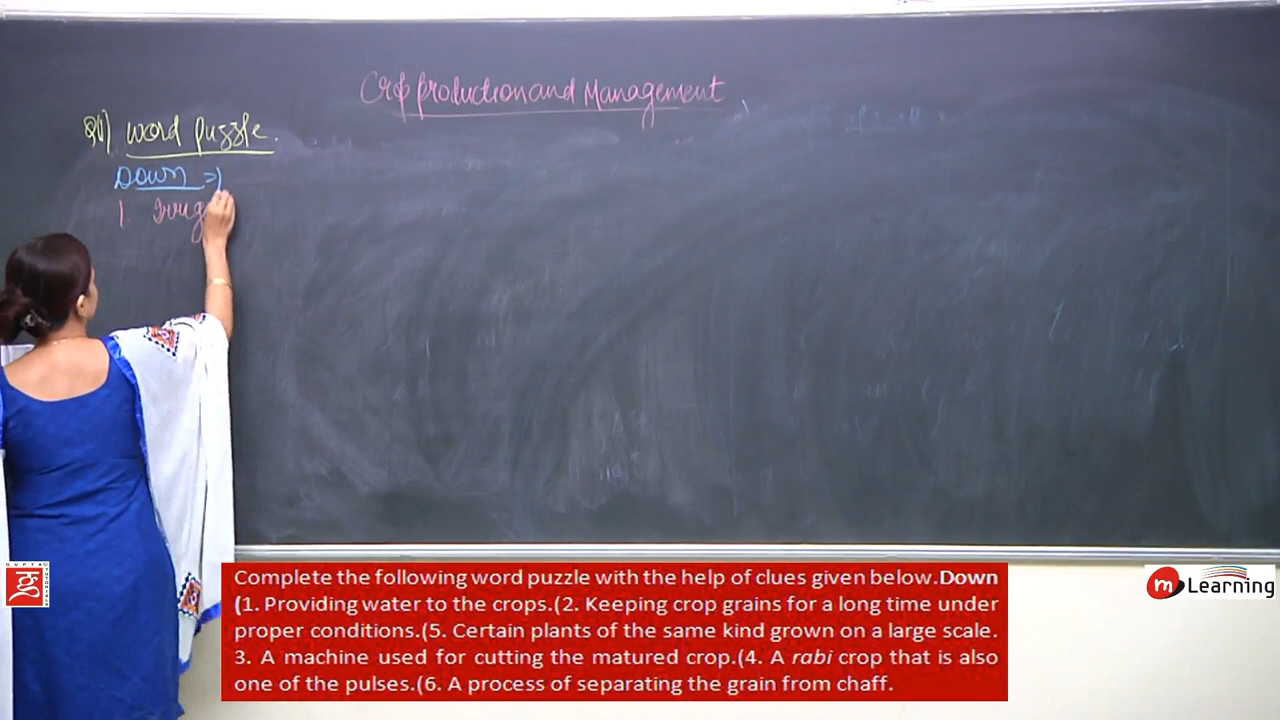 Crop production and Management
Word puzzle.
Down ⇒
1. Irrig
GUPTA
TUTORIALS
m Learning
Complete the following word puzzle with the help of clues given below.Down
(1. Providing water to the crops.(2. Keeping crop grains for a long time under
proper conditions.(5. Certain plants of the same kind grown on a large scale.
3. A machine used for cutting the matured crop.(4. A rabi crop that is also
one of the pulses.(6. A process of separating the grain from chaff.